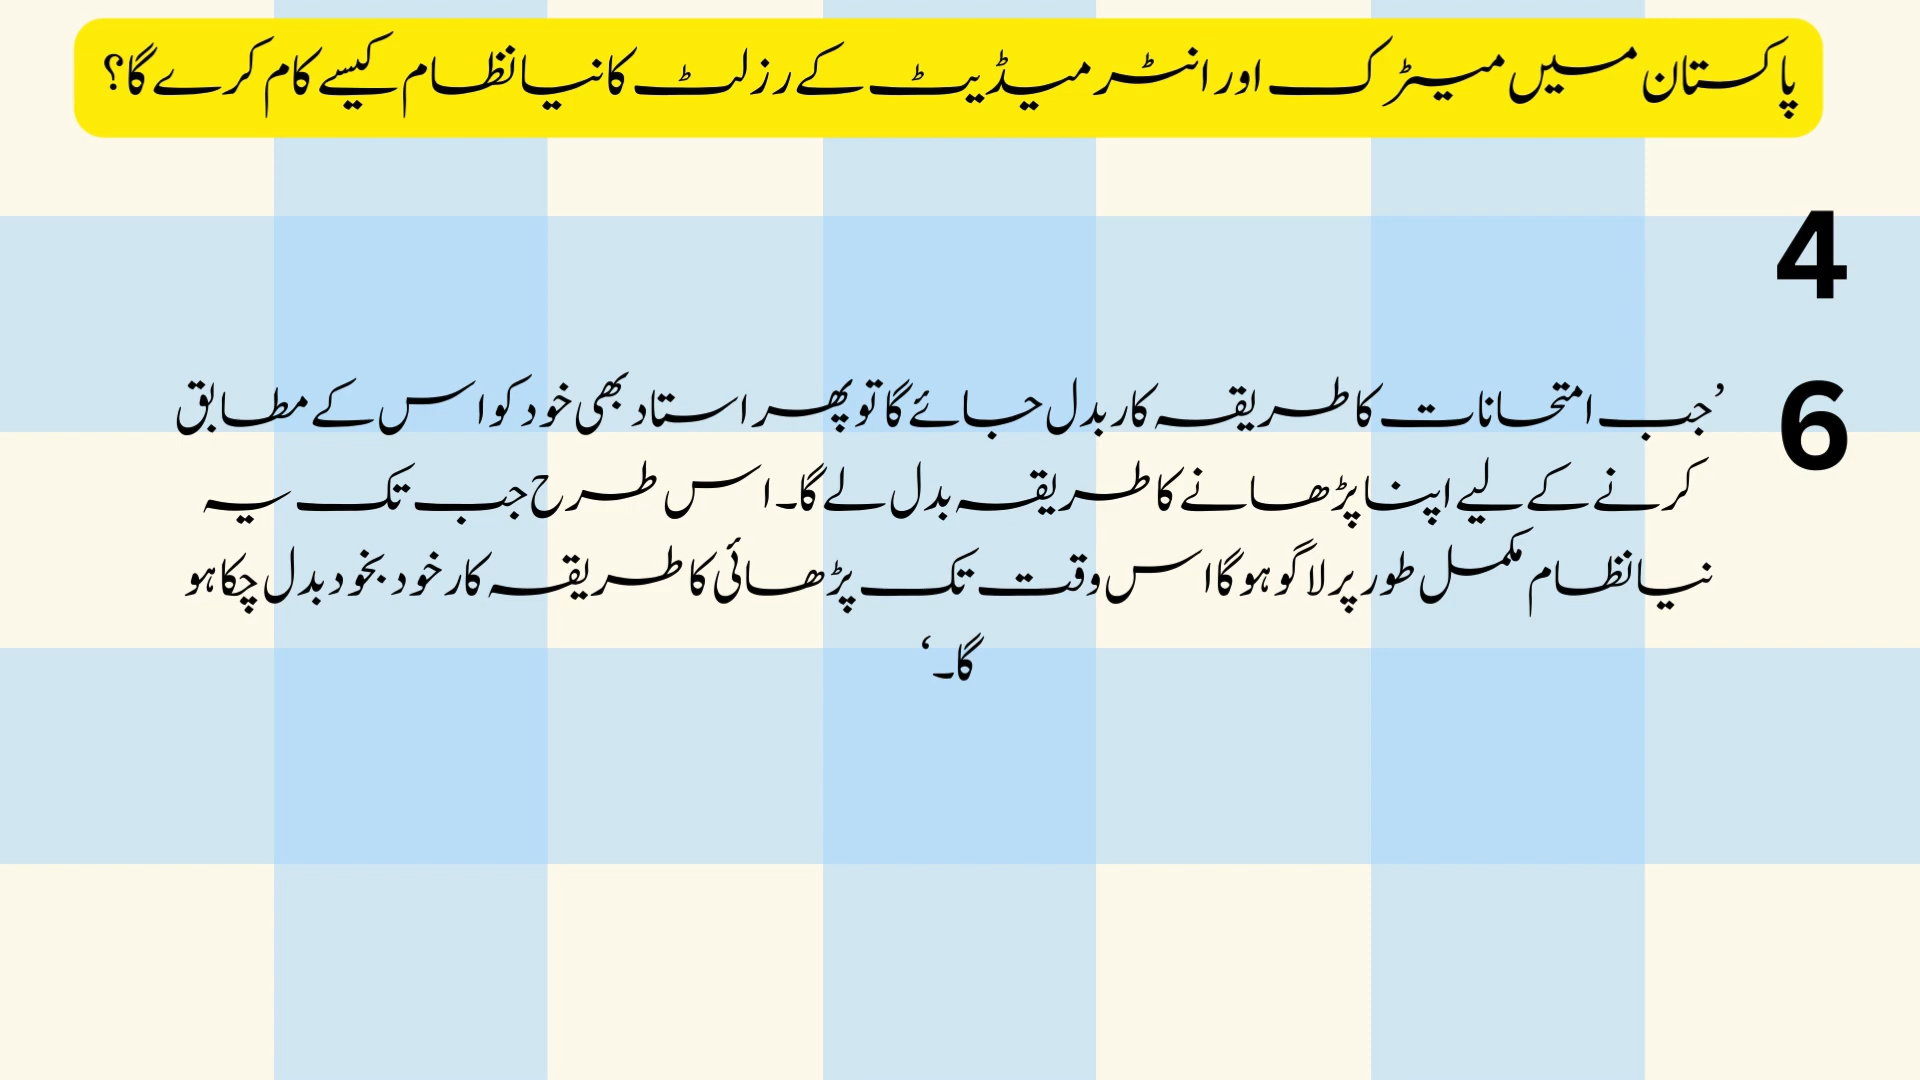 پاکستان میں میٹرک اور انٹرمیڈیٹ کے رزلٹ کا نیا نظام کیسے کام کرے گا؟
4
6
’جب امتحانات کا طریقہ کار بدل جائے گا تو پھر استاد بھی خود کو اس کے مطابق
کرنے کے لیے اپنا پڑھانے کا طریقہ بدل لے گا۔ اس طرح جب تک یہ
نیا نظام مکمل طور پر لاگو ہو گا اس وقت تک پڑھائی کا طریقہ کار خود بخود بدل چکا ہو
گا۔‘